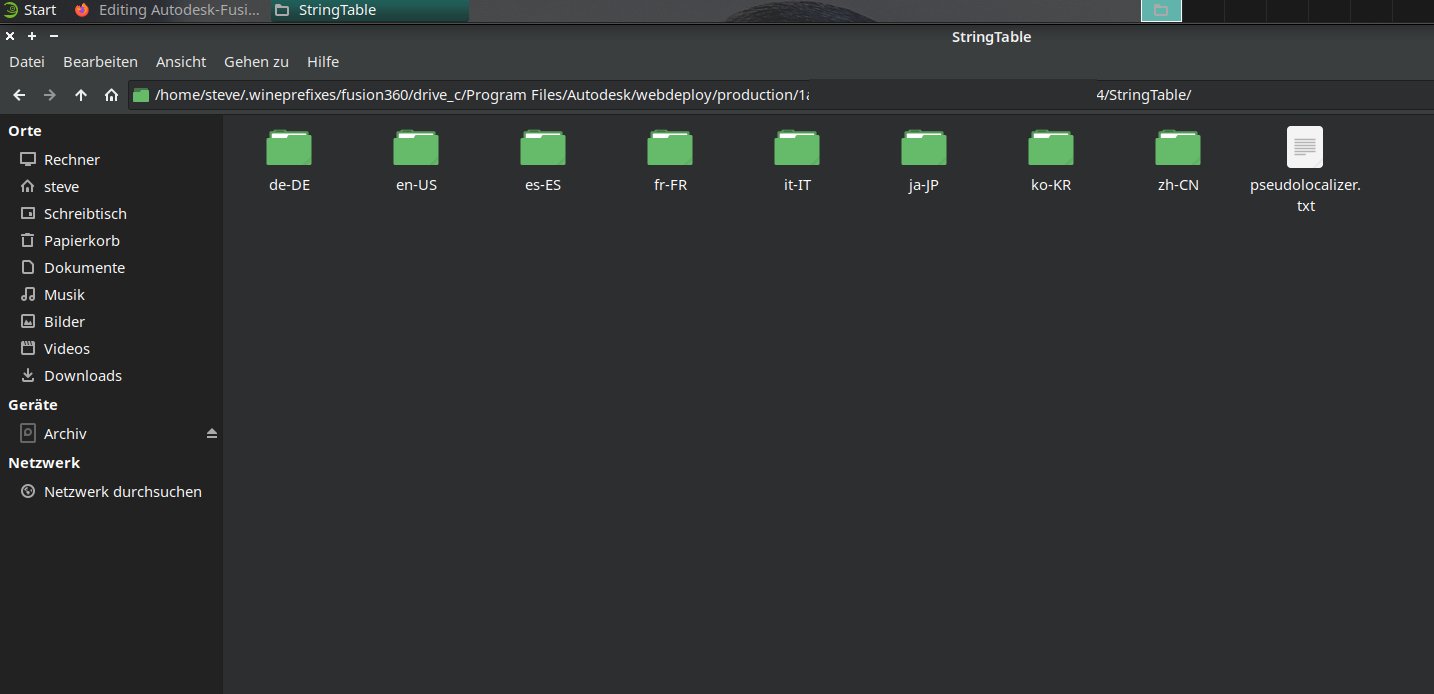 Start
Editing Autodesk-Fusi...
StringTable
StringTable
Datei Bearbeiten Ansicht Gehen zu Hilfe
/home/steve/.wineprefixes/fusion360/drive_c/Program Files/Autodesk/webdeploy/production/1a 4/StringTable/
Orte
Rechner
steve
Schreibtisch
Papierkorb
Dokumente
Musik
Bilder
Videos
Downloads
Geräte
Archiv
Netzwerk
Netzwerk durchsuchen
de-DE
en-US
es-ES
fr-FR
it-IT
ja-JP
ko-KR
zh-CN
pseudolocalizer.
txt